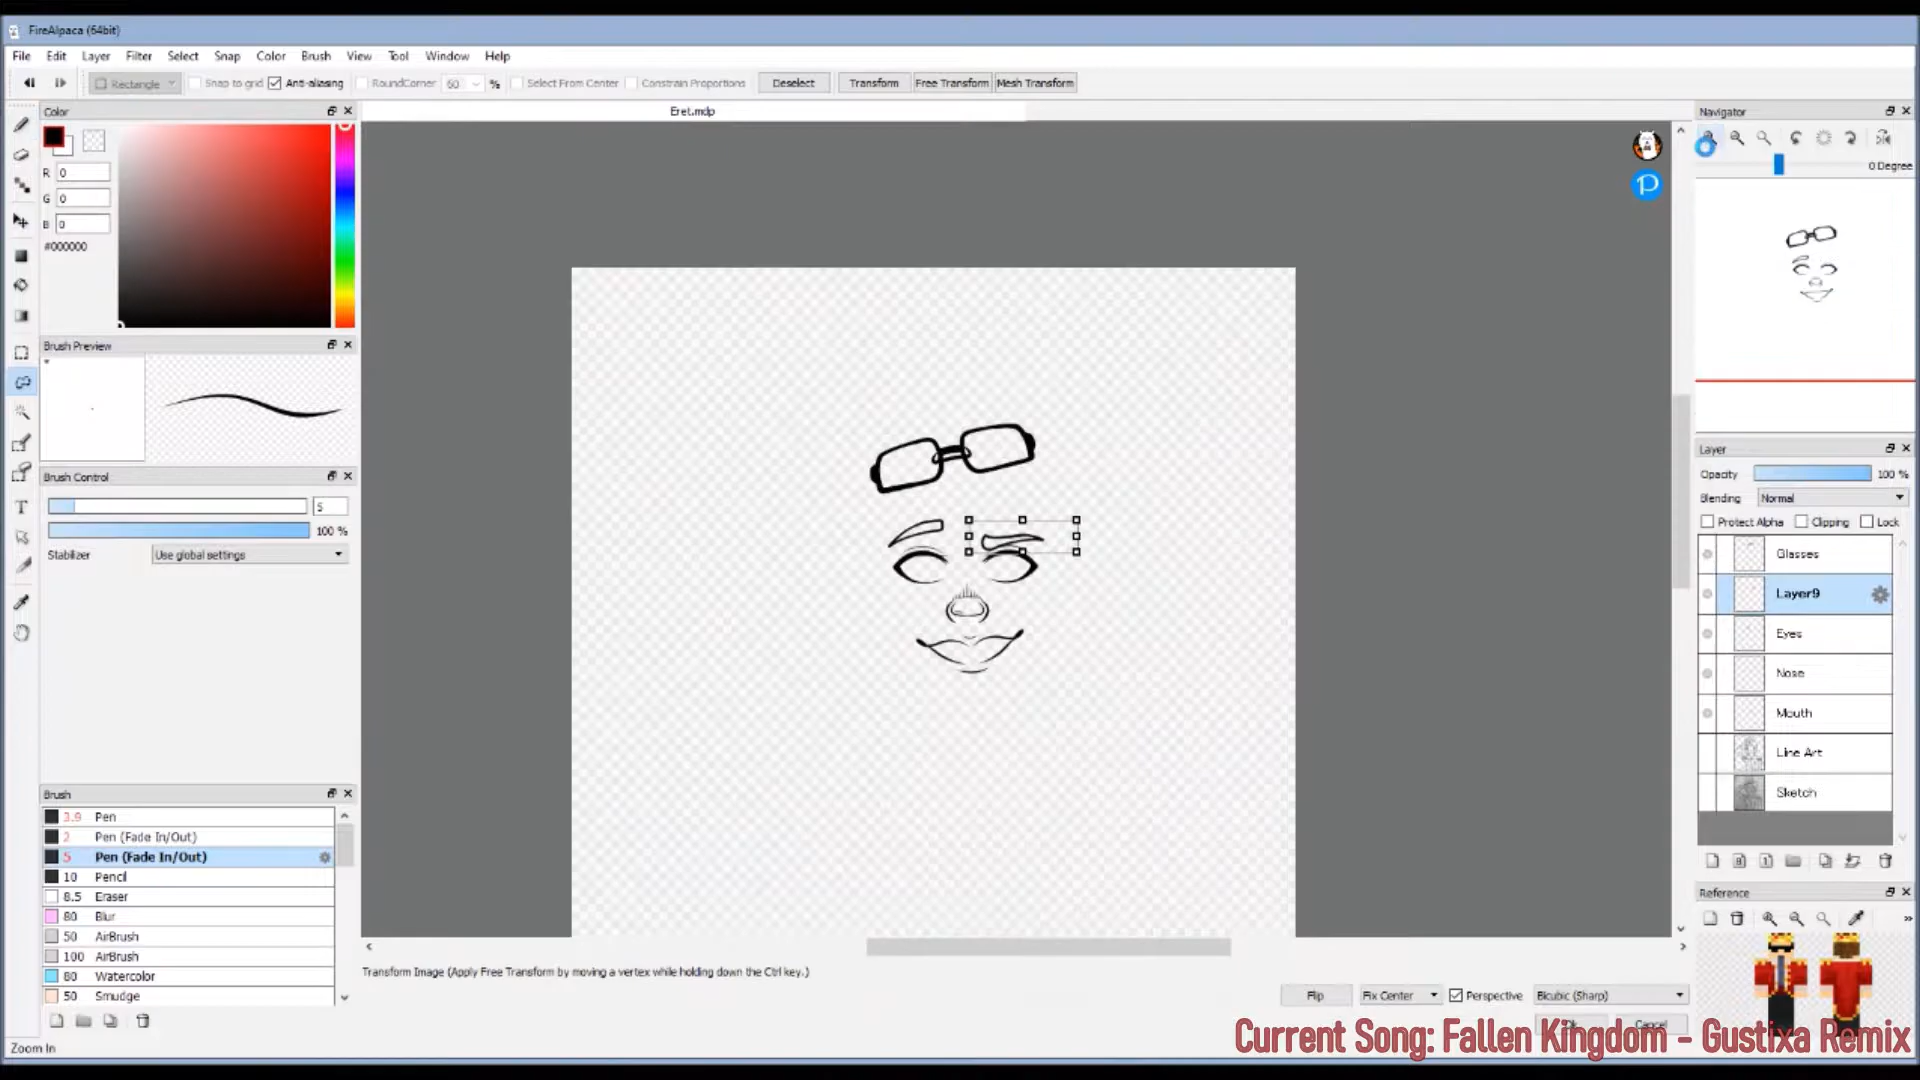 FireAlpaca (64bit)
File Edit Layer Filter Select Snap Color Brush View Tool Window Help
Rectangle Snap to grid Anti-aliasing RoundCorner 60 % Select From Center Constrain Proportions Deselect Transform Free Transform Mesh Transform
Color
Eret.mdp
Navigator
R 0
G 0
B 0
#000000
0 Degree
Brush Preview
Brush Control
5
100 %
Stabilizer Use global settings
Layer
Opacity 100 %
Blending Normal
Protect Alpha Clipping Lock
Glasses
Layer9
Eyes
Nose
Mouth
Line Art
Sketch
Brush
3.9 Pen
2 Pen (Fade In/Out)
5 Pen (Fade In/Out)
10 Pencil
8.5 Eraser
80 Blur
50 AirBrush
100 AirBrush
80 Watercolor
50 Smudge
Reference
Transform Image (Apply Free Transform by moving a vertex while holding down the Ctrl key.)
Flip Fix Center Perspective Bicubic (Sharp)
Ok Cancel
Current Song: Fallen Kingdom - Gustixa Remix
Zoom In